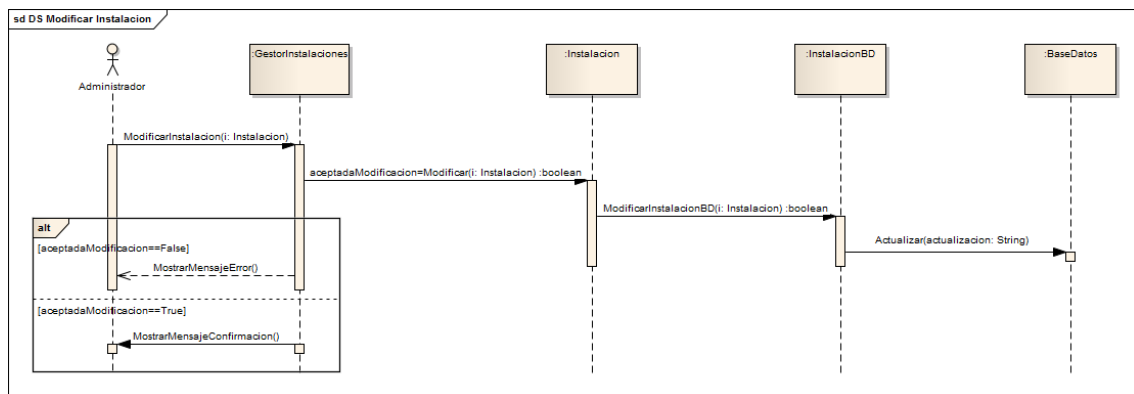 sd DS Modificar Instalacion
Administrador
:GestorInstalaciones
:Instalacion
:InstalacionBD
:BaseDatos
ModificarInstalacion(i: Instalacion)
aceptadaModificacion=Modificar(i: Instalacion) :boolean
ModificarInstalacionBD(i: Instalacion) :boolean
Actualizar(actualizacion: String)
alt
[aceptadaModificacion==False]
MostrarMensajeError()
[aceptadaModificacion==True]
MostrarMensajeConfirmacion()